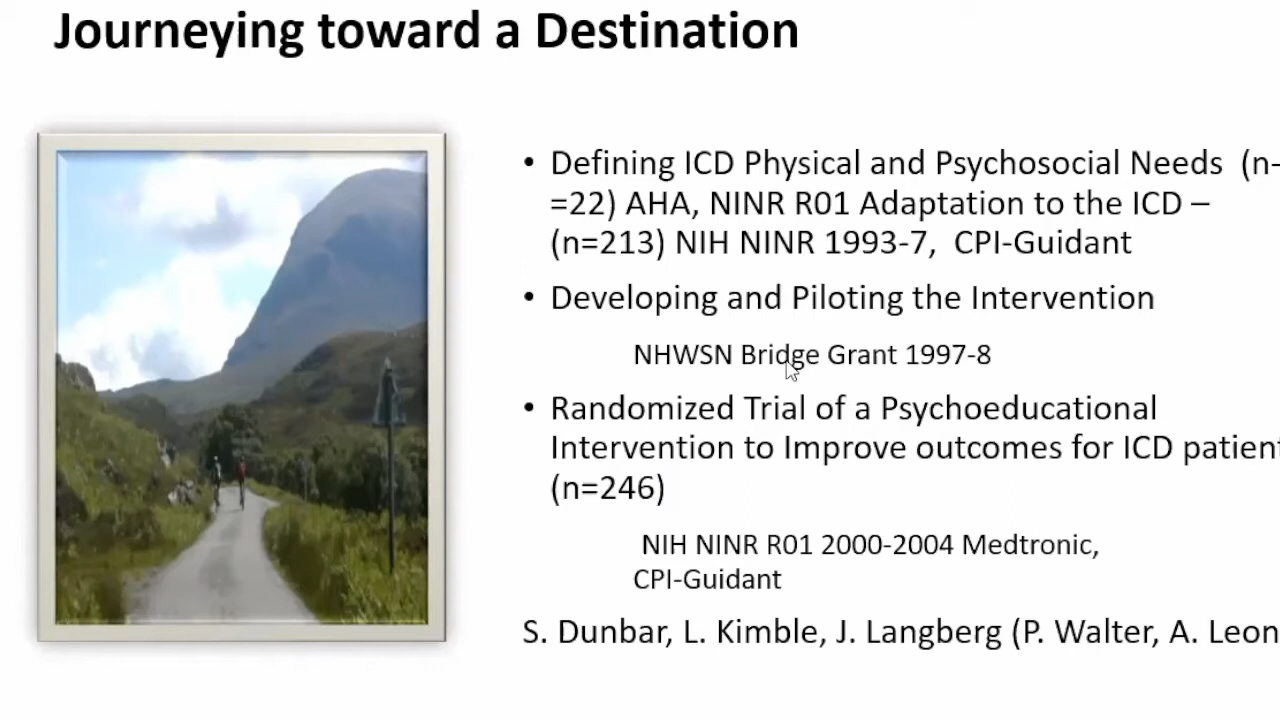 Journeying toward a Destination
• Defining ICD Physical and Psychosocial Needs (n-
=22) AHA, NINR R01 Adaptation to the ICD –
(n=213) NIH NINR 1993-7, CPI-Guidant
• Developing and Piloting the Intervention
NHWSN Bridge Grant 1997-8
• Randomized Trial of a Psychoeducational
Intervention to Improve outcomes for ICD patient
(n=246)
NIH NINR R01 2000-2004 Medtronic,
CPI-Guidant
S. Dunbar, L. Kimble, J. Langberg (P. Walter, A. Leon